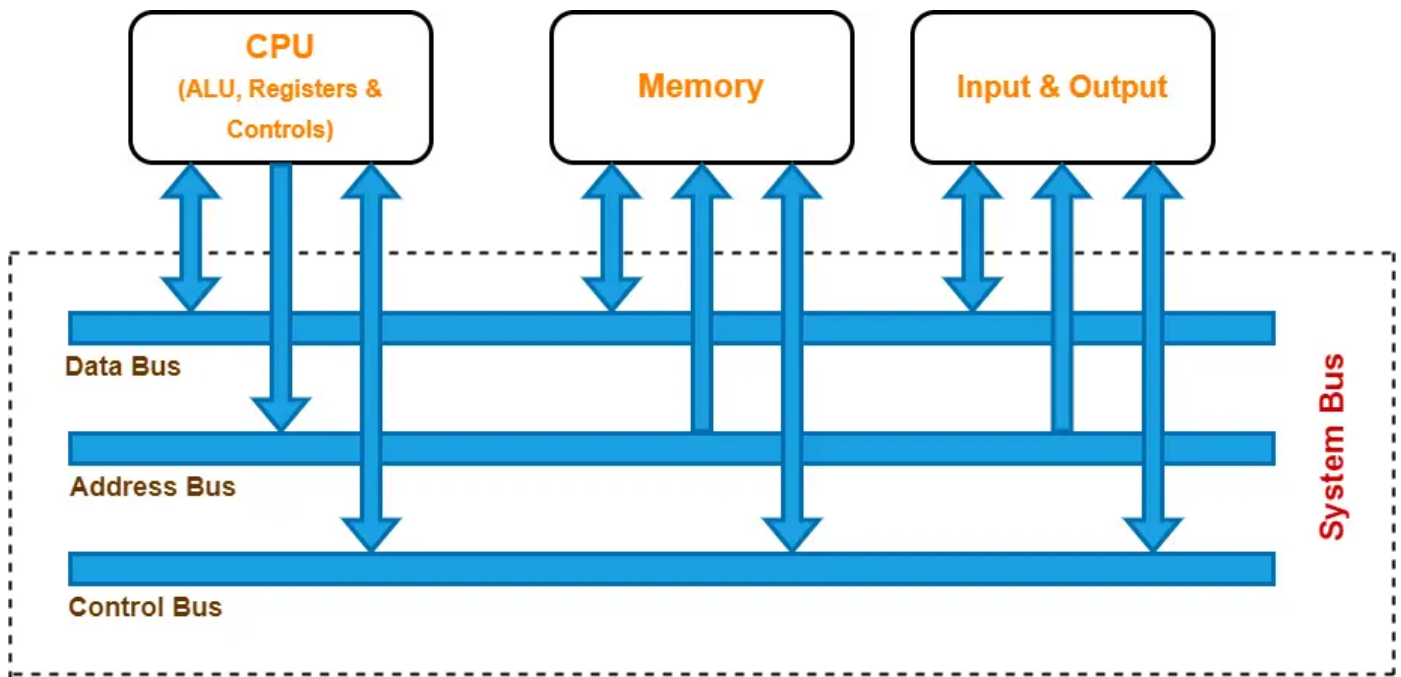 CPU
(ALU, Registers &
Controls)
Memory
Input & Output
Data Bus
Address Bus
Control Bus
System Bus